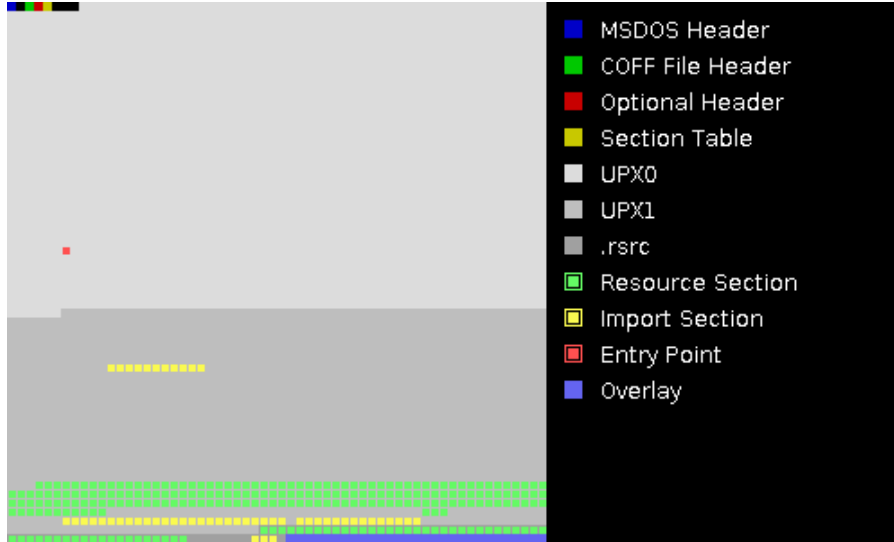 MSDOS Header
COFF File Header
Optional Header
Section Table
UPX0
UPX1
.rsrc
Resource Section
Import Section
Entry Point
Overlay